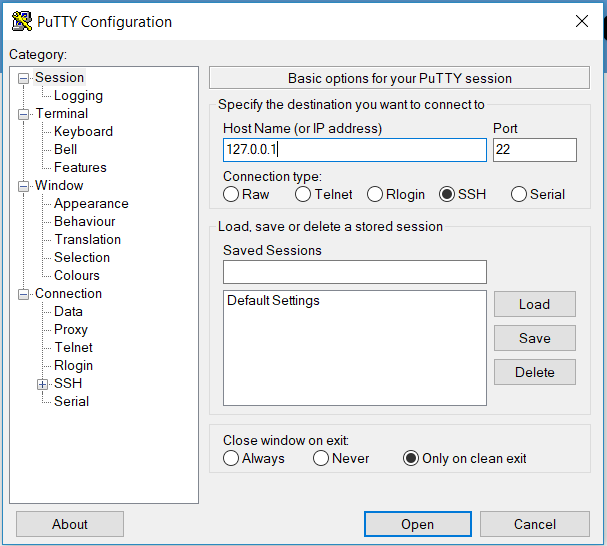 PuTTY Configuration
Category:
Session
Logging
Terminal
Keyboard
Bell
Features
Window
Appearance
Behaviour
Translation
Selection
Colours
Connection
Data
Proxy
Telnet
Rlogin
SSH
Serial
Basic options for your PuTTY session
Specify the destination you want to connect to
Host Name (or IP address) Port
127.0.0.1 22
Connection type:
Raw Telnet Rlogin SSH Serial
Load, save or delete a stored session
Saved Sessions
Default Settings
Load
Save
Delete
Close window on exit:
Always Never Only on clean exit
About Open Cancel